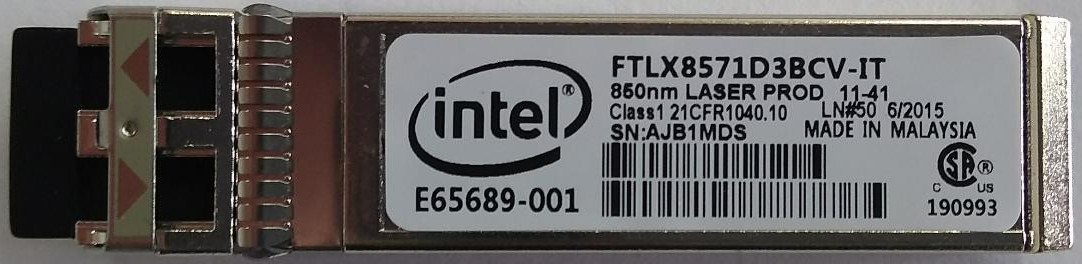 intel®
E65689-001
FTLX8571D3BCV-IT
850nm LASER PROD 11-41
Class1 21CFR1040.10 LN#50 6/2015
SN:AJB1MDS MADE IN MALAYSIA
SA ®
C US
190993